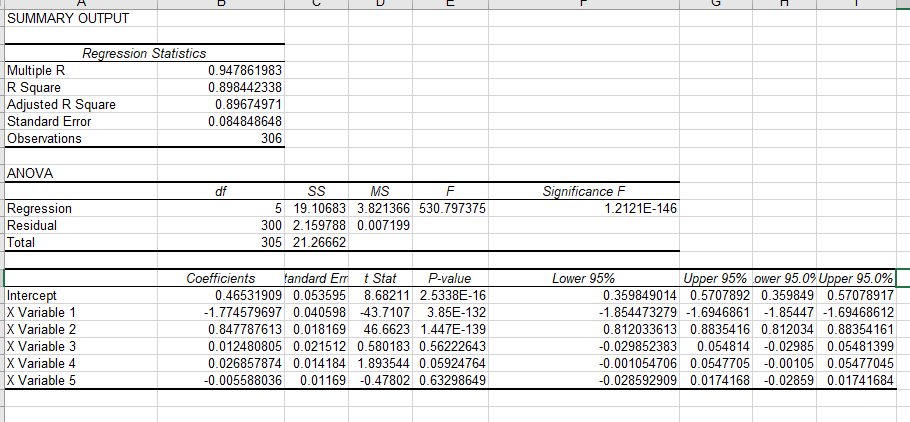 A B C D E F G H I
SUMMARY OUTPUT
Regression Statistics
Multiple R 0.947861983
R Square 0.898442338
Adjusted R Square 0.89674971
Standard Error 0.084848648
Observations 306
ANOVA
df SS MS F Significance F
Regression 5 19.10683 3.821366 530.797375 1.2121E-146
Residual 300 2.159788 0.007199
Total 305 21.26662
Coefficients tandard Erro t Stat P-value Lower 95% Upper 95% ower 95.0% Upper 95.0%
Intercept 0.46531909 0.053595 8.68211 2.5338E-16 0.359849014 0.5707892 0.359849 0.57078917
X Variable 1 -1.774579697 0.040598 -43.7107 3.85E-132 -1.854473279 -1.6946861 -1.85447 -1.69468612
X Variable 2 0.847787613 0.018169 46.6623 1.447E-139 0.812033613 0.8835416 0.812034 0.88354161
X Variable 3 0.012480805 0.021512 0.580183 0.56222643 -0.029852383 0.054814 -0.02985 0.05481399
X Variable 4 0.026857874 0.014184 1.893544 0.05924764 -0.001054706 0.0547705 -0.00105 0.05477045
X Variable 5 -0.005588036 0.01169 -0.47802 0.63298649 -0.028592909 0.0174168 -0.02859 0.01741684